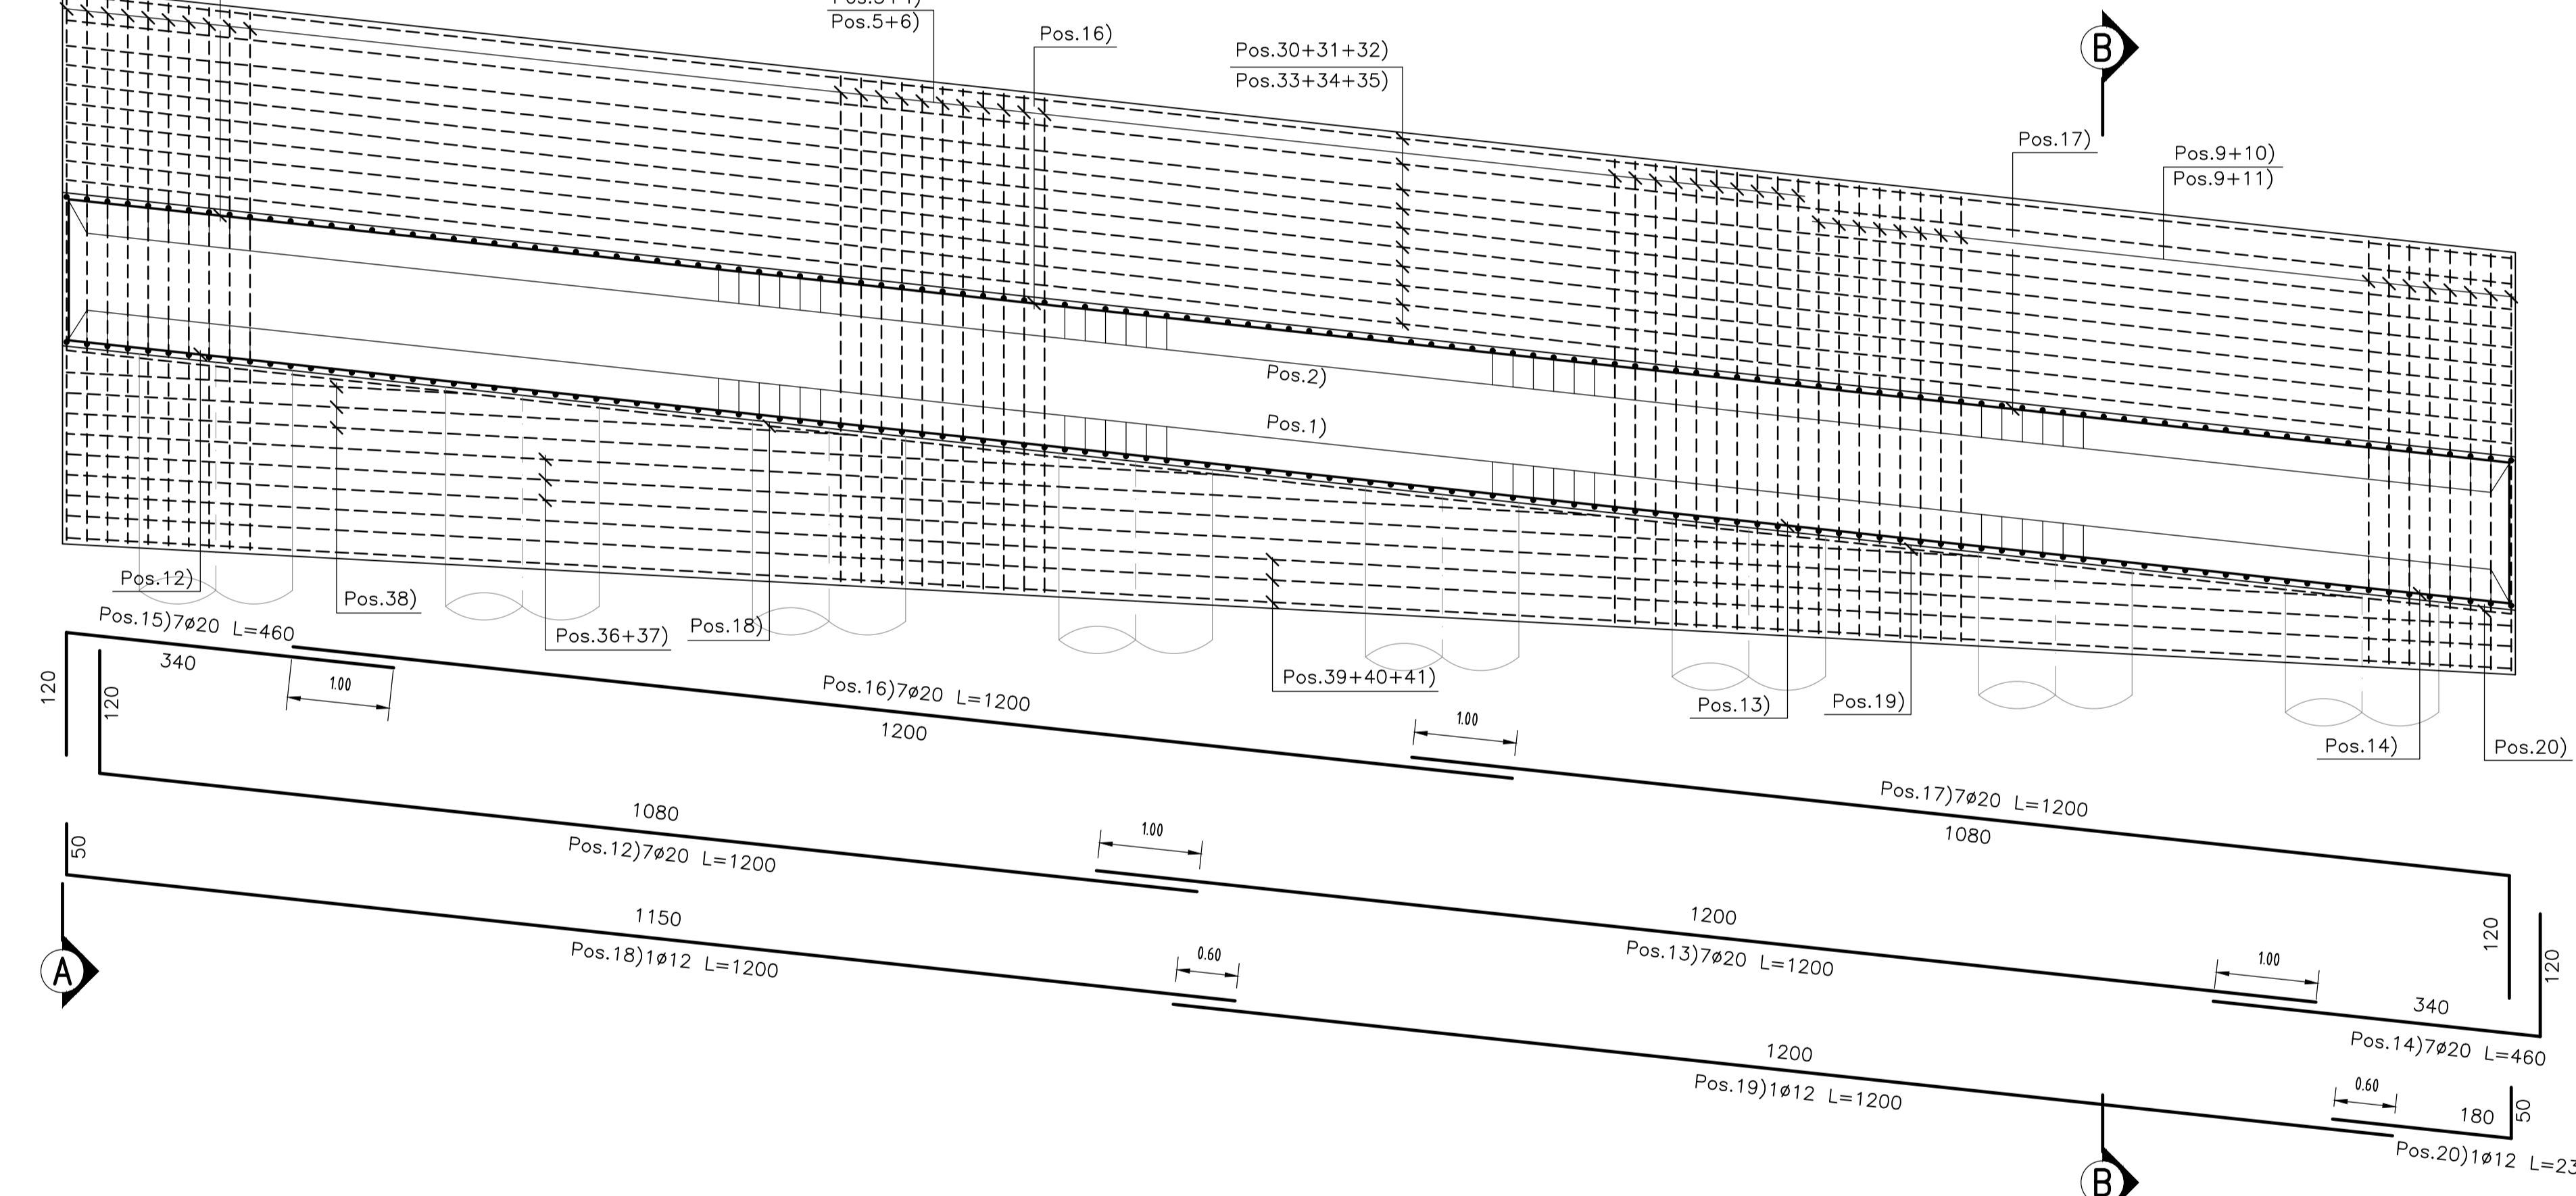 Pos.5+6)
Pos.16)
Pos.30+31+32)
Pos.33+34+35)
B
Pos.17)
Pos.9+10)
Pos.9+11)
Pos.2)
Pos.1)
Pos.12)
Pos.38)
Pos.36+37)
Pos.18)
Pos.39+40+41)
Pos.13)
Pos.19)
Pos.14)
Pos.20)
Pos.15)7ø20 L=460
340
1.00
120
120
Pos.16)7ø20 L=1200
1200
1.00
Pos.17)7ø20 L=1200
1080
120
1080
Pos.12)7ø20 L=1200
1.00
1200
Pos.13)7ø20 L=1200
1.00
340
120
Pos.14)7ø20 L=460
50
1150
Pos.18)1ø12 L=1200
0.60
1200
Pos.19)1ø12 L=1200
0.60
180
50
Pos.20)1ø12 L=23
A
B